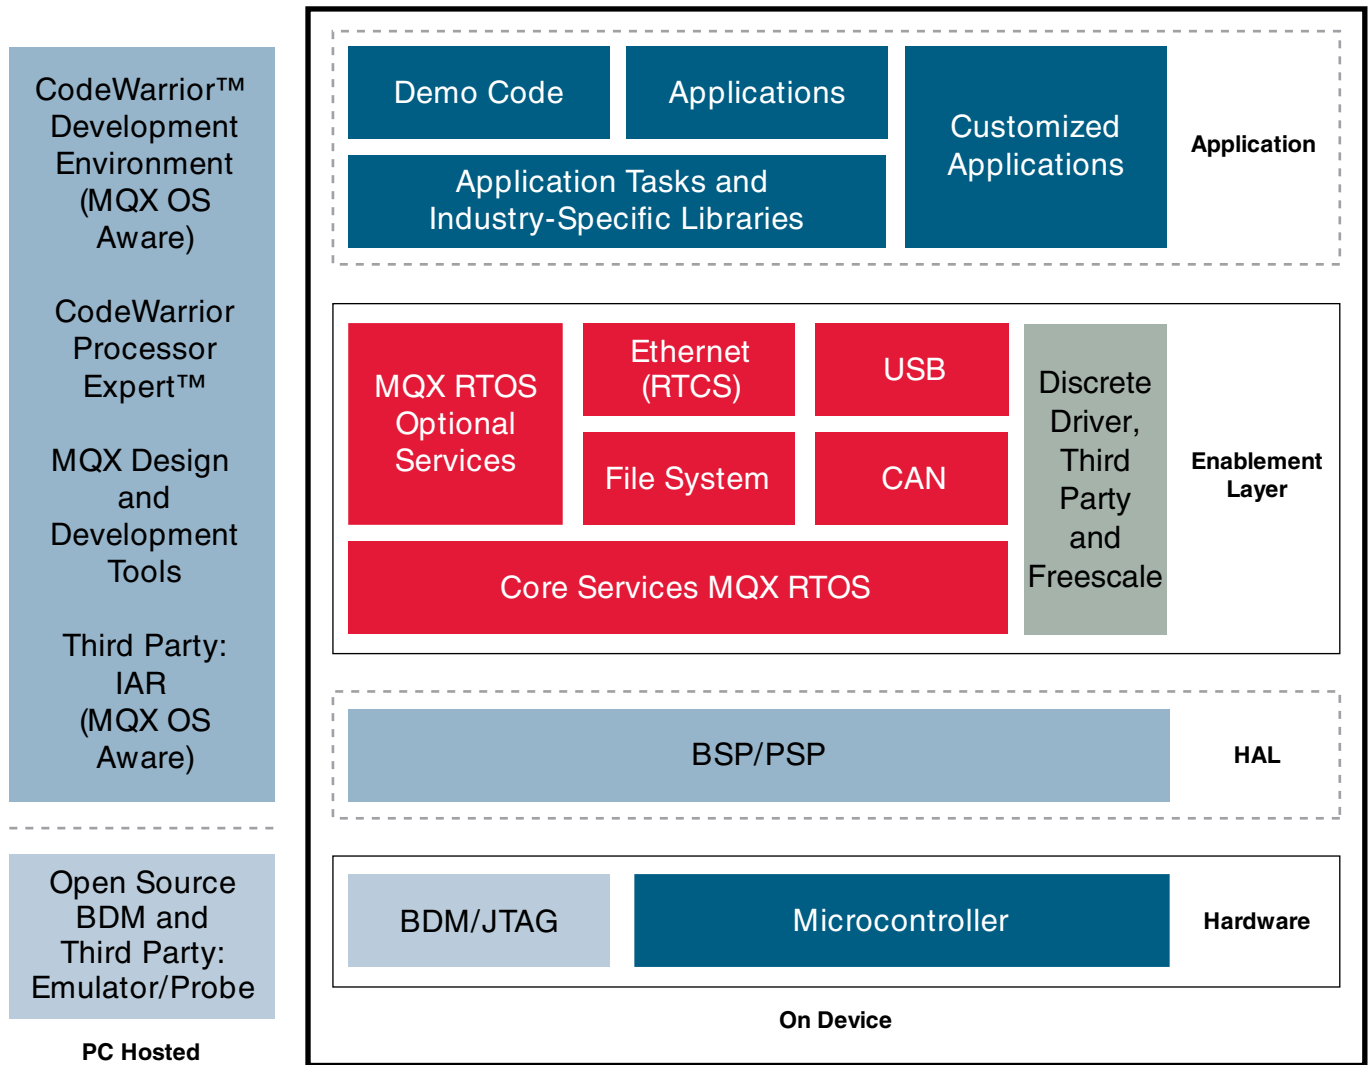 CodeWarrior™
Development
Environment
(MQX OS
Aware)
CodeWarrior
Processor
Expert™
MQX Design
and
Development
Tools
Third Party:
IAR
(MQX OS
Aware)
Open Source
BDM and
Third Party:
Emulator/Probe
PC Hosted
Demo Code
Applications
Application Tasks and
Industry-Specific Libraries
Customized
Applications
Application
MQX RTOS
Optional
Services
Ethernet
(RTCS)
USB
File System
CAN
Core Services MQX RTOS
Discrete
Driver,
Third
Party
and
Freescale
Enablement
Layer
BSP/PSP
HAL
BDM/JTAG
Microcontroller
Hardware
On Device